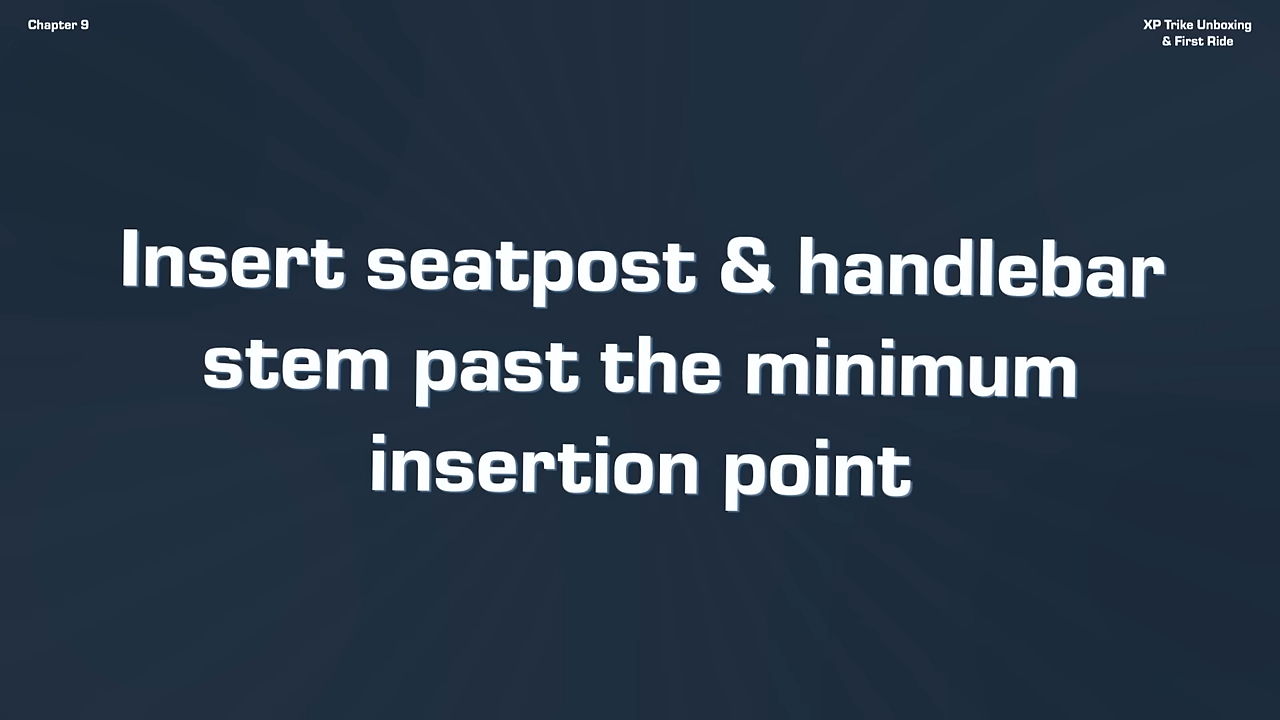 Chapter 9
XP Trike Unboxing
& First Ride
Insert seatpost & handlebar
stem past the minimum
insertion point